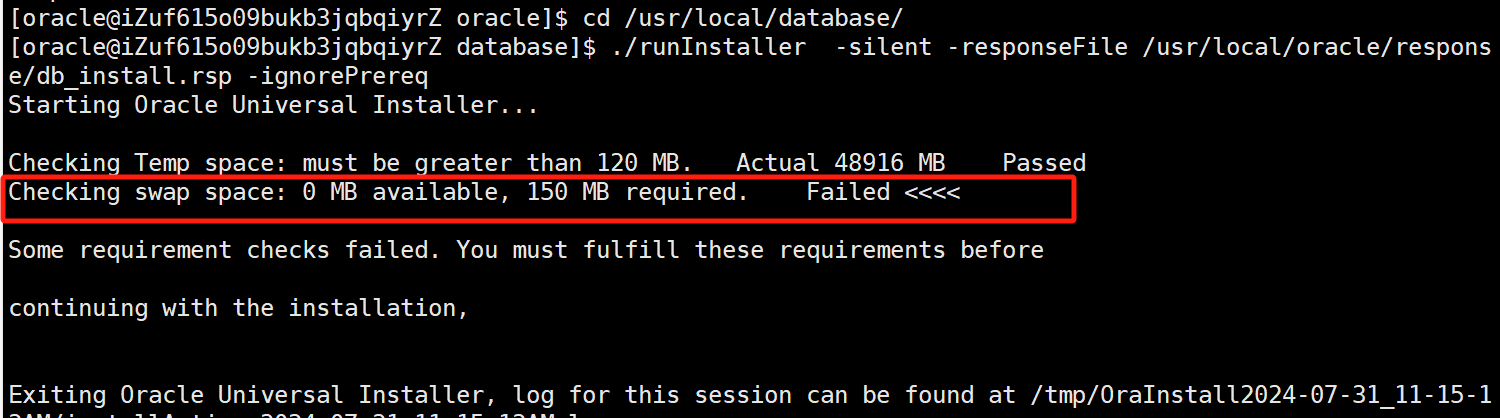 [oracle@iZuf615o09bukb3jqbqiyrZ oracle]$ cd /usr/local/database/
[oracle@iZuf615o09bukb3jqbqiyrZ database]$ ./runInstaller  -silent -responseFile /usr/local/oracle/respons
e/db_install.rsp -ignorePrereq
Starting Oracle Universal Installer...
Checking Temp space: must be greater than 120 MB.   Actual 48916 MB    Passed
Checking swap space: 0 MB available, 150 MB required.    Failed <<<<
Some requirement checks failed. You must fulfill these requirements before
continuing with the installation,
Exiting Oracle Universal Installer, log for this session can be found at /tmp/OraInstall2024-07-31_11-15-1